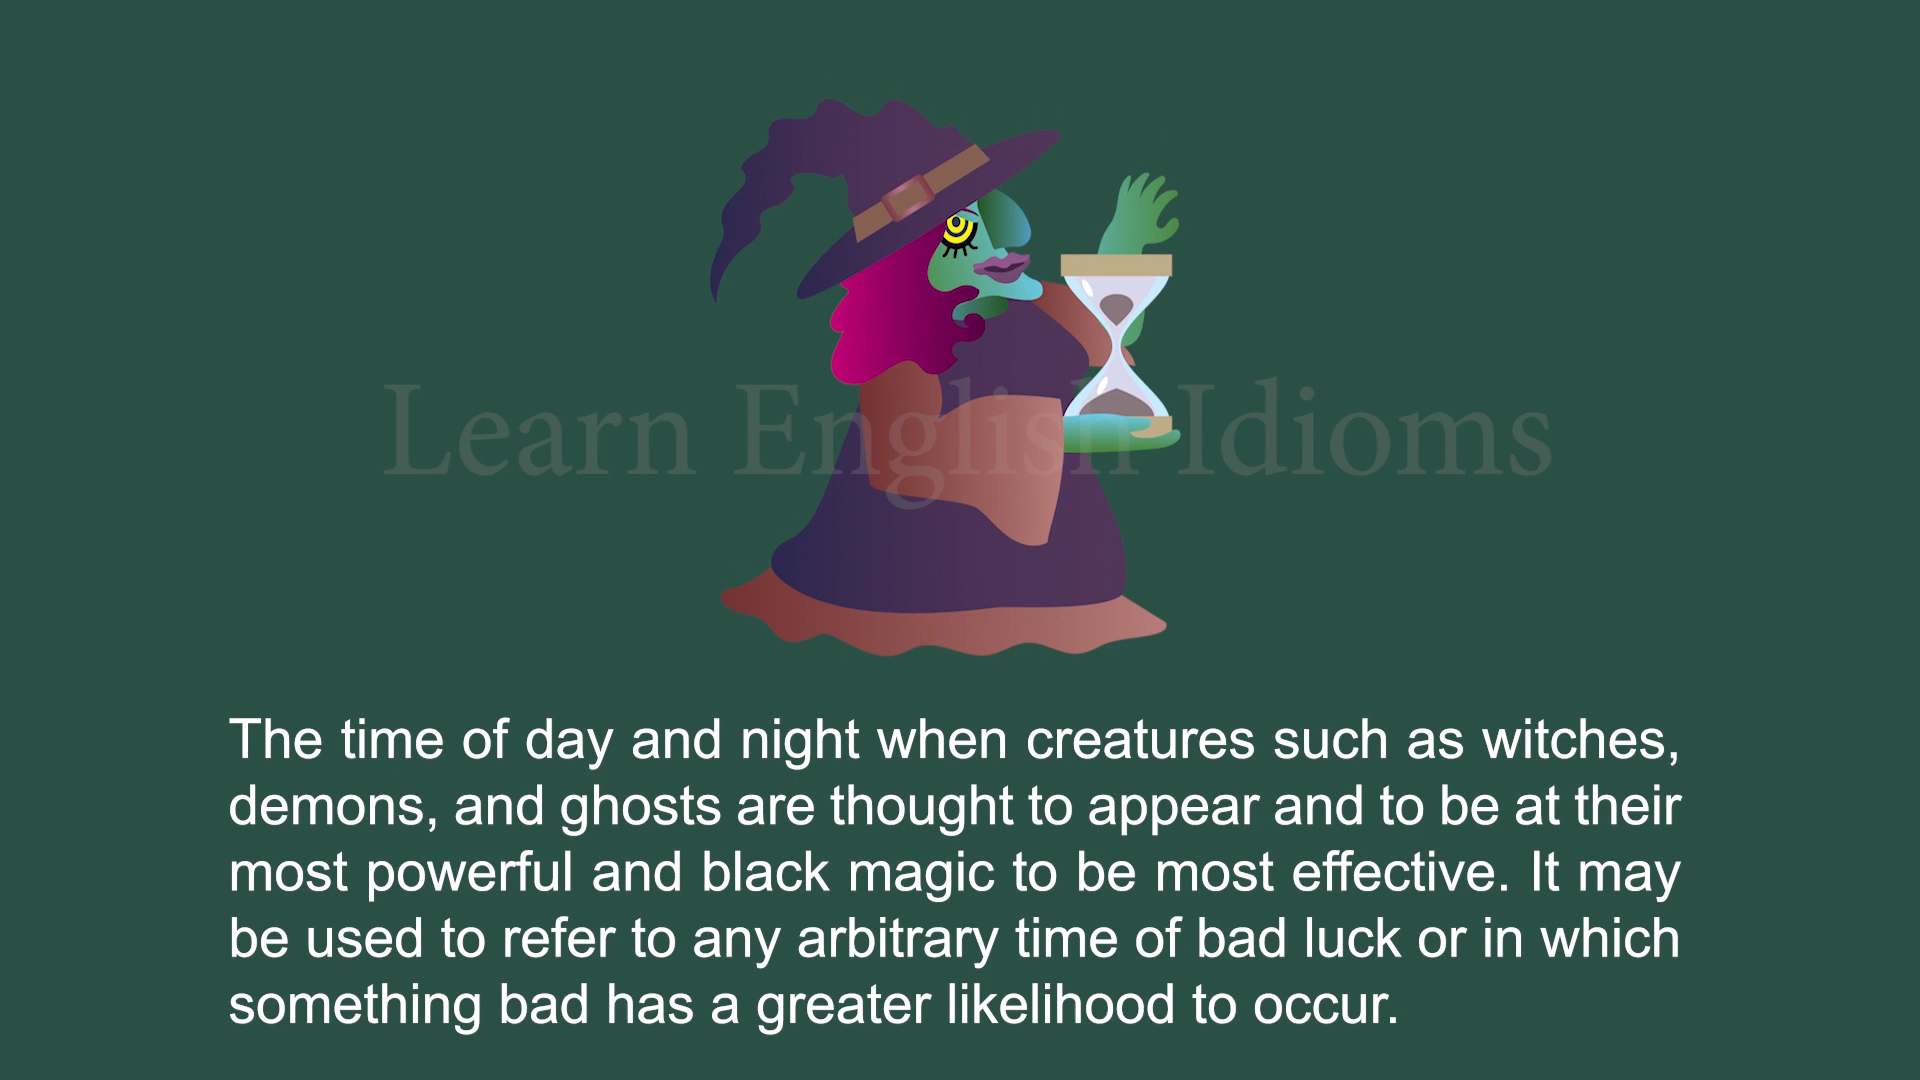 Learn English Idioms
The time of day and night when creatures such as witches,
demons, and ghosts are thought to appear and to be at their
most powerful and black magic to be most effective. It may
be used to refer to any arbitrary time of bad luck or in which
something bad has a greater likelihood to occur.